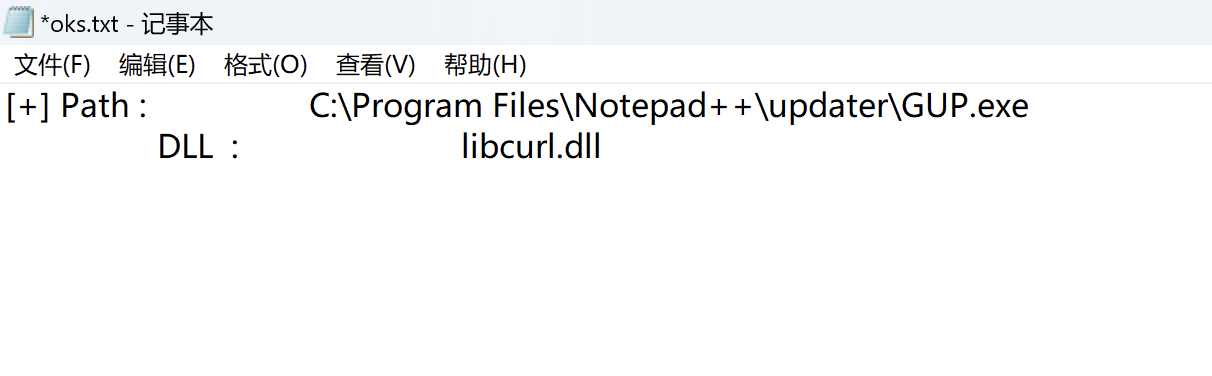 *oks.txt - 记事本
文件(F) 编辑(E) 格式(O) 查看(V) 帮助(H)
[+] Path : C:\Program Files\Notepad++\updater\GUP.exe
DLL : libcurl.dll